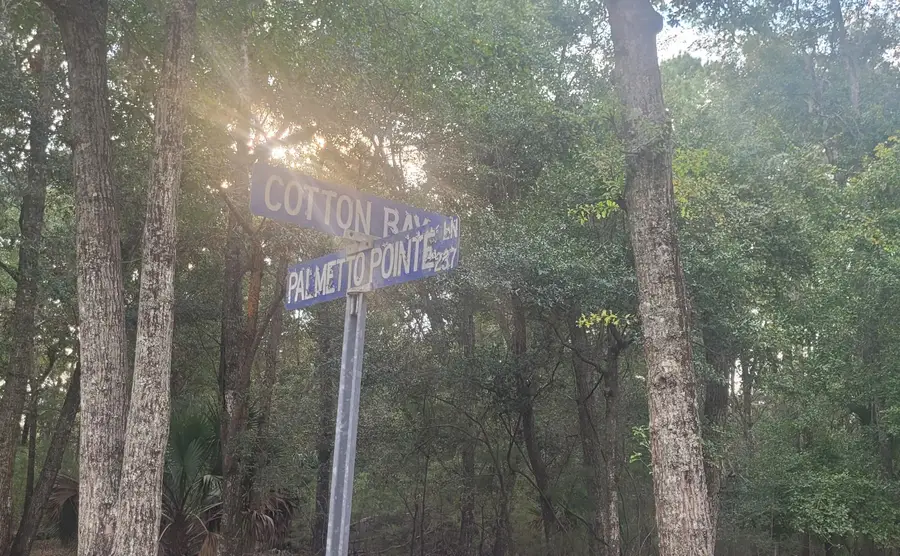 COTTON BAY LN
PALMETTO POINTE
237